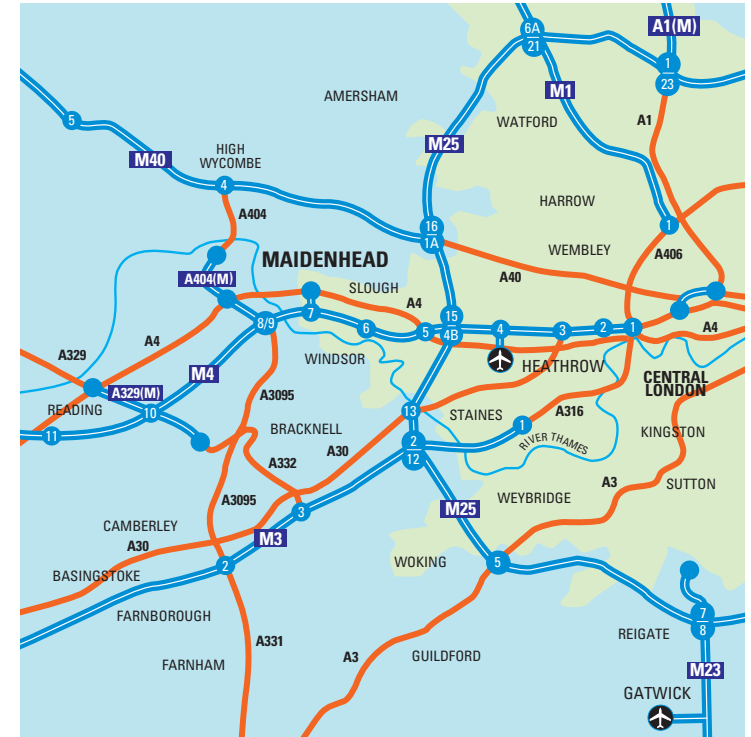 6A
21
A1(M)
1
23
M1
AMERSHAM
WATFORD
A1
5
M25
HIGH
WYCOMBE
M40
4
HARROW
A404
16
1A
1
WEMBLEY
A406
MAIDENHEAD
A40
A404(M)
SLOUGH
A4
15
4B
8/9
7
6
5
4
3
2
1
A4
A4
WINDSOR
HEATHROW
A329
M4
CENTRAL
LONDON
A329(M)
A3095
READING
10
13
STAINES
1
A316
11
BRACKNELL
A30
2
12
RIVER THAMES
KINGSTON
A332
A3
SUTTON
A3095
3
WEYBRIDGE
M25
CAMBERLEY
A30
M3
BASINGSTOKE
2
WOKING
5
FARNBOROUGH
7
8
REIGATE
A331
A3
GUILDFORD
FARNHAM
M23
GATWICK